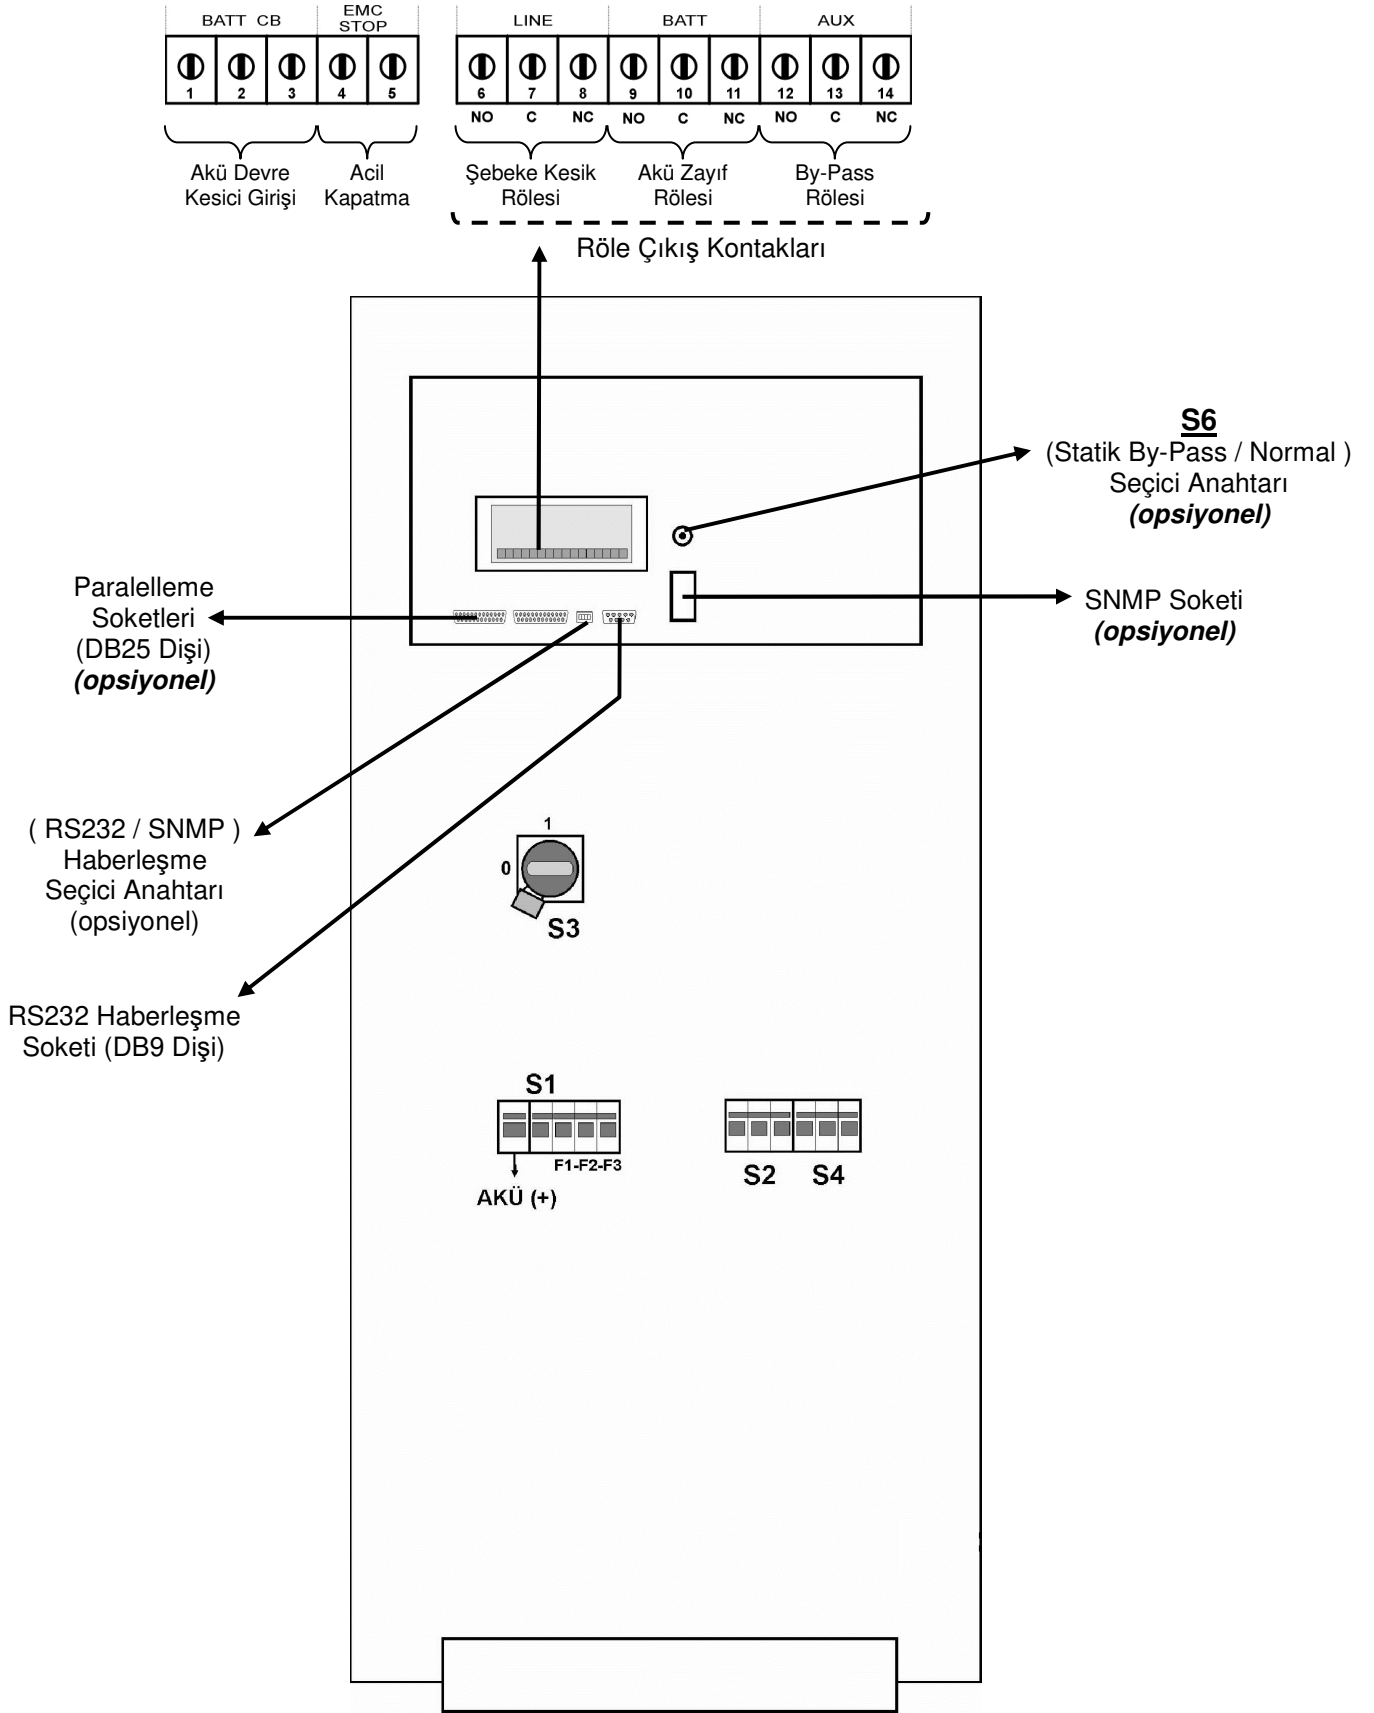 BATT CB
EMC
STOP
LINE
BATT
AUX
1 2 3 4 5
6 7 8 9 10 11 12 13 14
NO C NC NO C NC NO C NC
Akü Devre
Kesici Girişi
Acil
Kapatma
Şebeke Kesik
Rölesi
Akü Zayıf
Rölesi
By-Pass
Rölesi
Röle Çıkış Kontakları
S6
(Statik By-Pass / Normal )
Seçici Anahtarı
(opsiyonel)
Paralelleme
Soketleri
(DB25 Dişi)
(opsiyonel)
SNMP Soketi
(opsiyonel)
( RS232 / SNMP )
Haberleşme
Seçici Anahtarı
(opsiyonel)
1
0
S3
RS232 Haberleşme
Soketi (DB9 Dişi)
S1
F1-F2-F3
AKÜ (+)
S2 S4